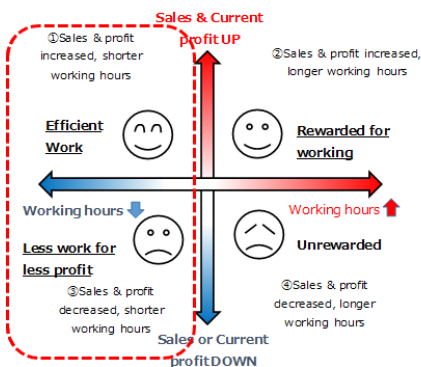 Sales & Current
profit UP
①Sales & profit
increased, shorter
working hours
②Sales & profit increased,
longer working hours
Efficient
Work
Rewarded for
working
Working hours
Working hours
Less work for
less profit
Unrewarded
③Sales & profit
decreased, shorter
working hours
④Sales & profit
decreased, longer
working hours
Sales or Current
profit DOWN